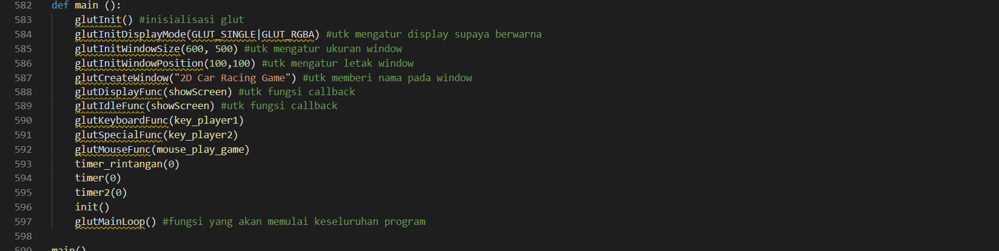 582 def main ():
583 glutInit() #inisialisasi glut
584 glutInitDisplayMode(GLUT_SINGLE|GLUT_RGBA) #utk mengatur display supaya berwarna
585 glutInitWindowSize(600, 500) #utk mengatur ukuran window
586 glutInitWindowPosition(100,100) #utk mengatur letak window
587 glutCreateWindow("2D Car Racing Game") #utk memberi nama pada window
588 glutDisplayFunc(showScreen) #utk fungsi callback
589 glutIdleFunc(showScreen) #utk fungsi callback
590 glutKeyboardFunc(key_player1)
591 glutSpecialFunc(key_player2)
592 glutMouseFunc(mouse_play_game)
593 timer_rintangan(0)
594 timer(0)
595 timer2(0)
596 init()
597 glutMainLoop() #fungsi yang akan memulai keseluruhan program
598
599 main()